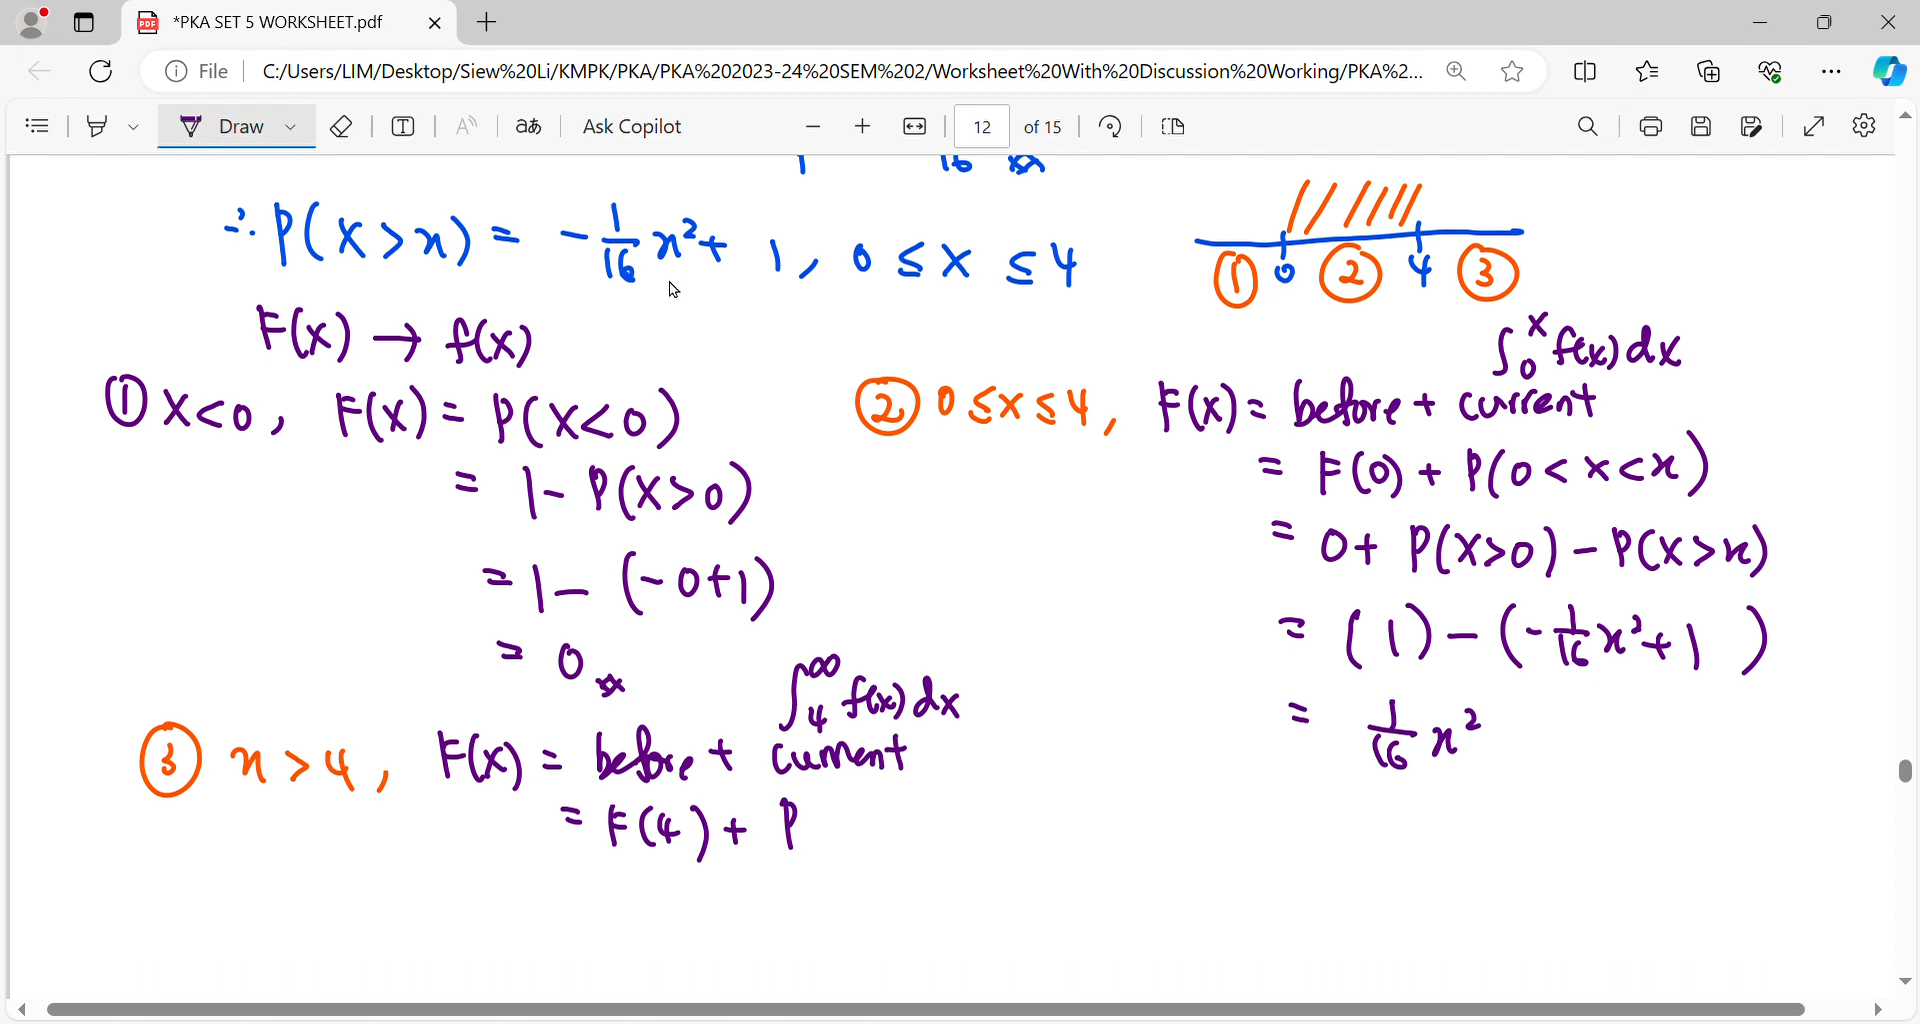 *PKA SET 5 WORKSHEET.pdf
File C:/Users/LIM/Desktop/Siew%20Li/KMPK/PKA/PKA%202023-24%20SEM%202/Worksheet%20With%20Discussion%20Working/PKA%2...
Draw Ask Copilot 12 of 15
∴ P(X>x) = -1/16 x² + 1, 0 ≤ x ≤ 4
① 0 ② 4 ③
F(x) → f(x)
① x<0, F(x) = P(X<0)
= 1 - P(X>0)
= 1 - (-0+1)
= 0
∫₀ˣ f(x) dx
② 0 ≤ x ≤ 4, F(x) = before + current
= F(0) + P(0<x<x)
= 0 + P(X>0) - P(X>x)
= (1) - (-1/16 x² + 1)
= 1/16 x²
∫₄^∞ f(x) dx
③ x > 4, F(x) = before + current
= F(4) + P